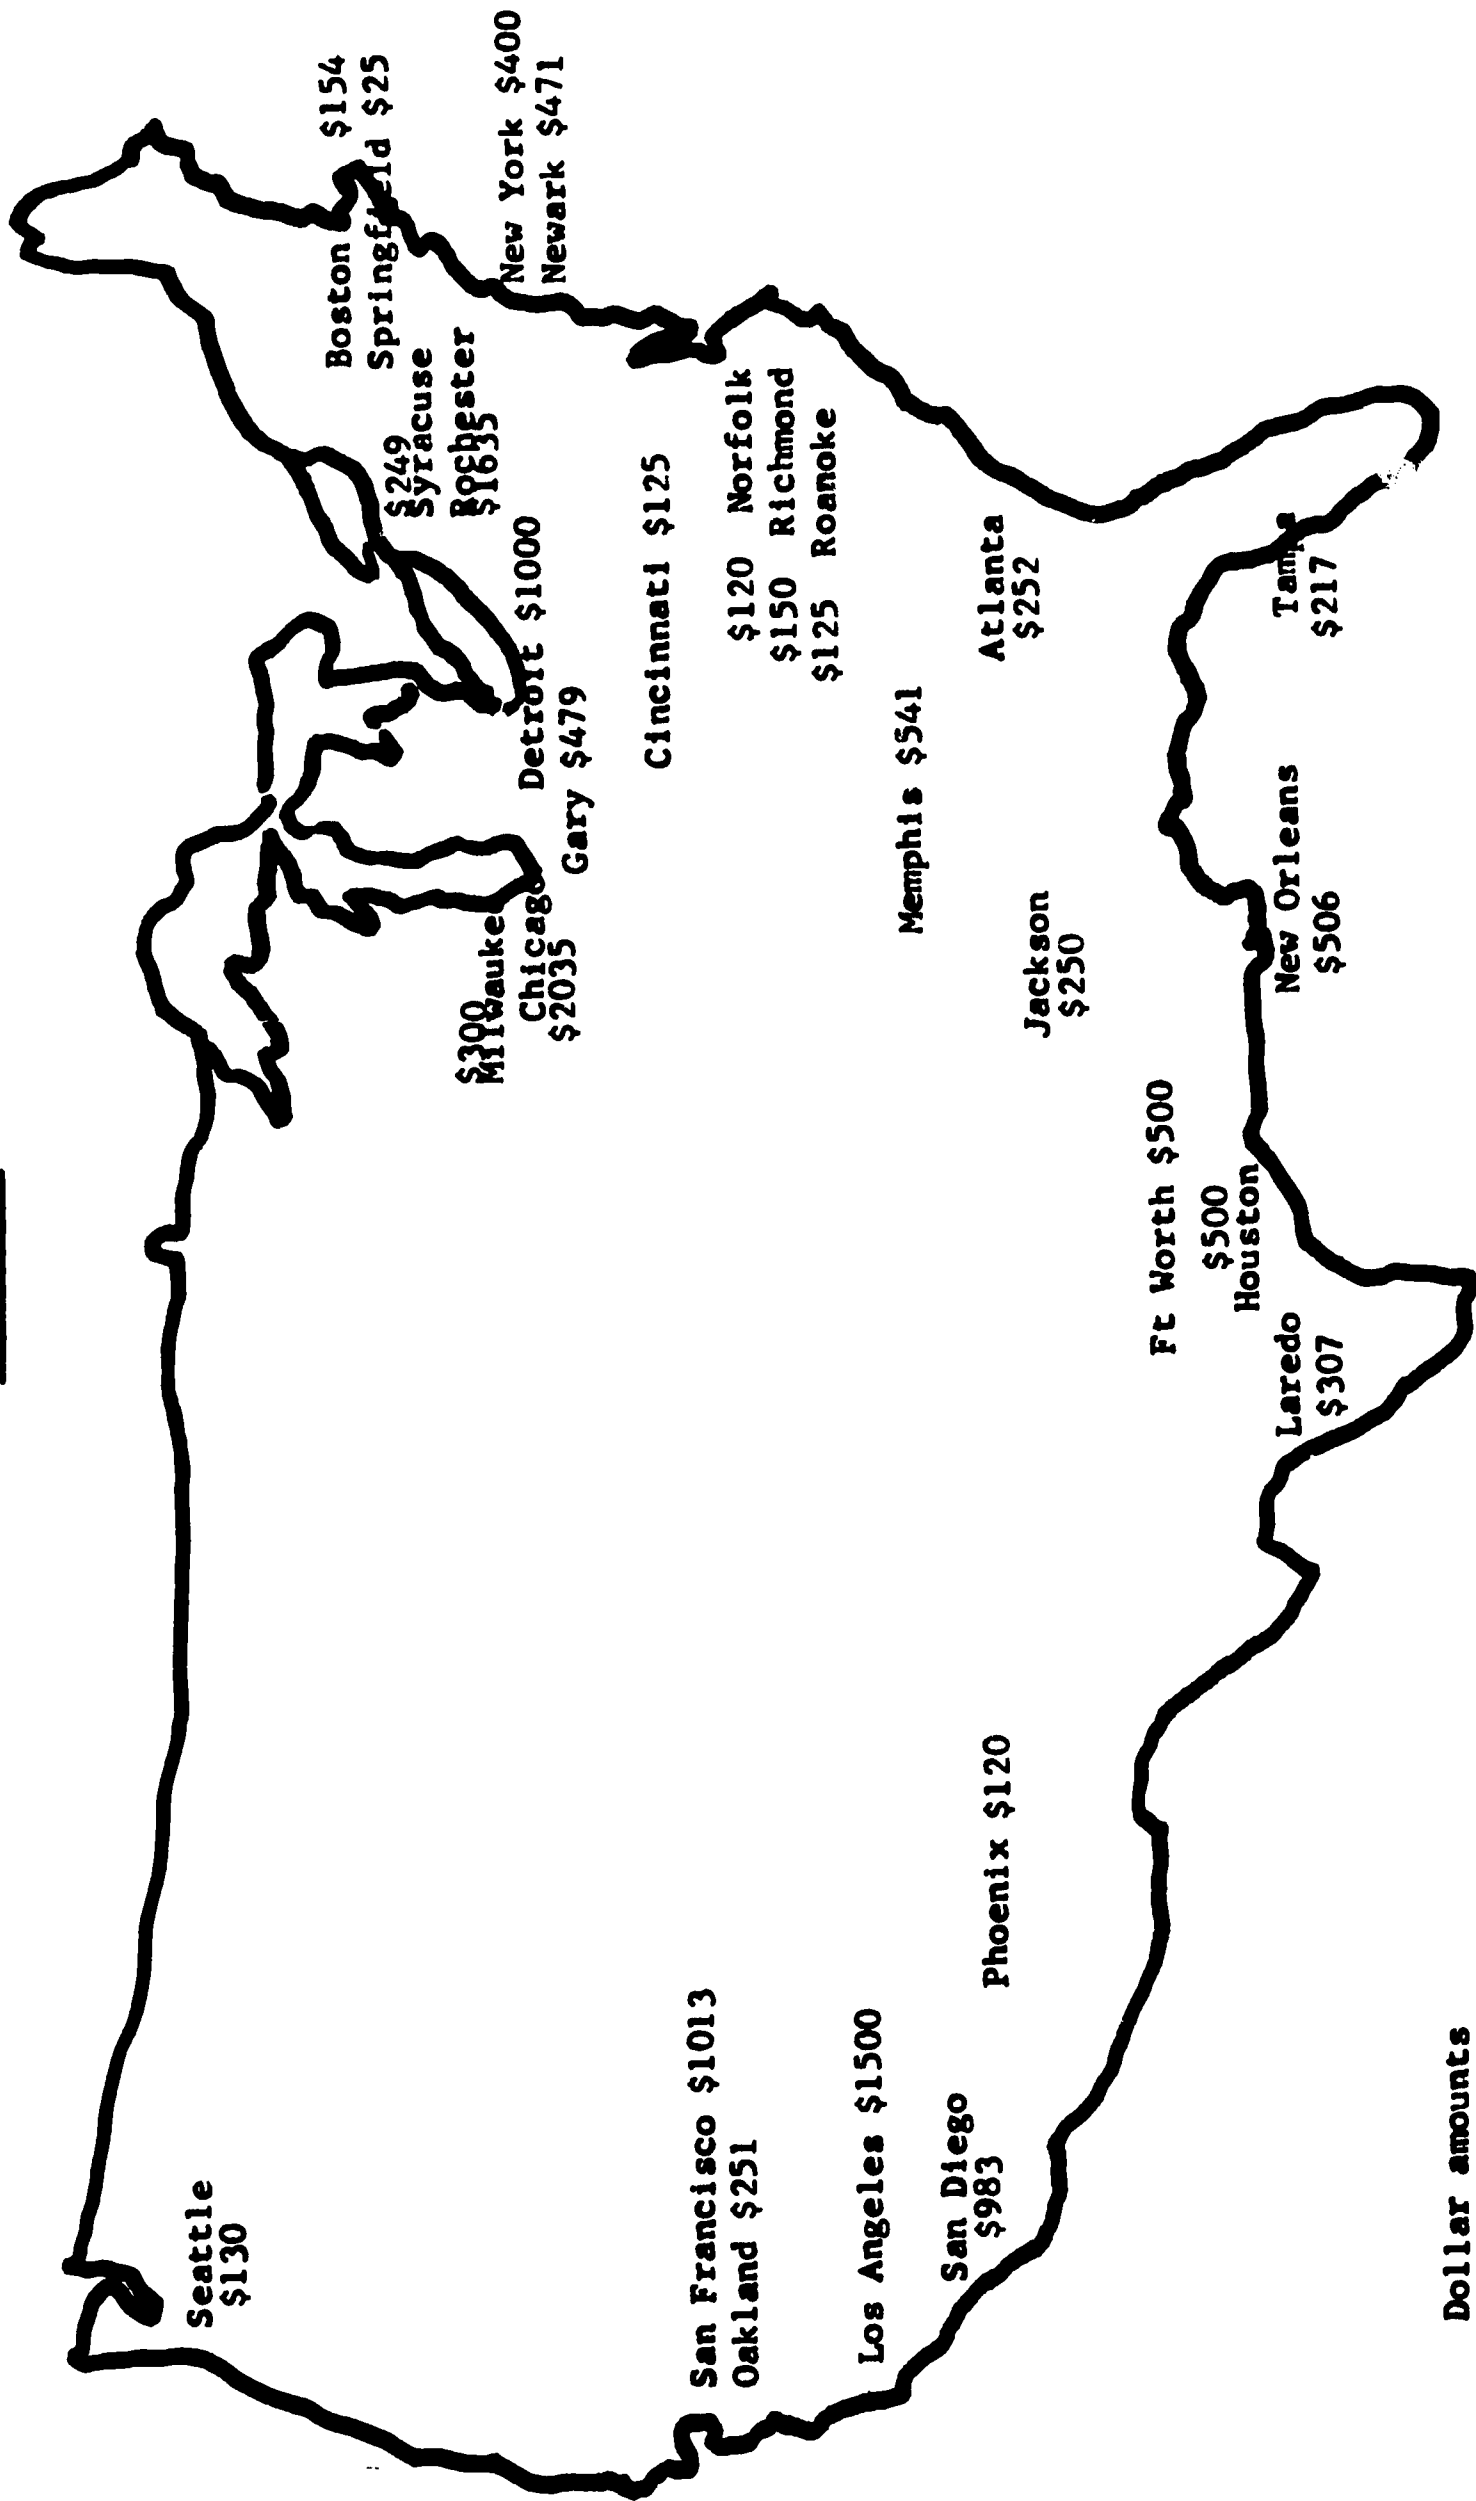 Seattle
$130
Boston $154
Springfield $25
$249
Syracuse
Rochester
$1635
$300
Milwaukee
New York $400
Newark $471
Chicago
$2035
Detroit $1000
Gary $479
Cincinnati $125
San Francisco $1013
Oakland $251
$120 Norfolk
$150 Richmond
$125 Roanoke
Los Angeles $1500
Memphis $541
San Diego
$983
Phoenix $120
Atlanta
$252
Jackson
$250
Ft Worth $500
$500
Houston
Laredo
$307
New Orleans
$506
Tampa
$217
Dollar amounts